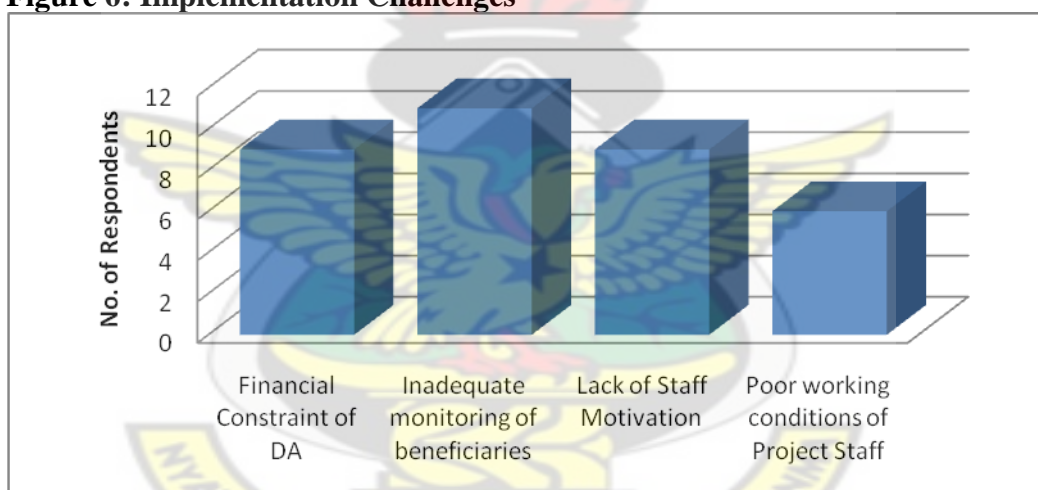 Figure 6: Implementation Challenges
No. of Respondents
12
10
8
6
4
2
0
Financial
Constraint of
DA
Inadequate
monitoring of
beneficiaries
Lack of Staff
Motivation
Poor working
conditions of
Project Staff